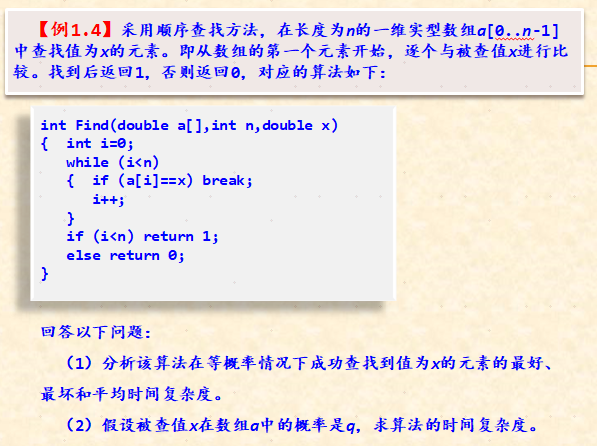 【例1.4】采用顺序查找方法，在长度为n的一维实型数组a[0..n-1]
中查找值为x的元素。即从数组的第一个元素开始，逐个与被查值x进行比
较。找到后返回1，否则返回0，对应的算法如下：
int Find(double a[],int n,double x)
{ int i=0;
while (i<n)
{ if (a[i]==x) break;
i++;
}
if (i<n) return 1;
else return 0;
}
回答以下问题：
（1）分析该算法在等概率情况下成功查找到值为x的元素的最好、
最坏和平均时间复杂度。
（2）假设被查值x在数组a中的概率是q，求算法的时间复杂度。